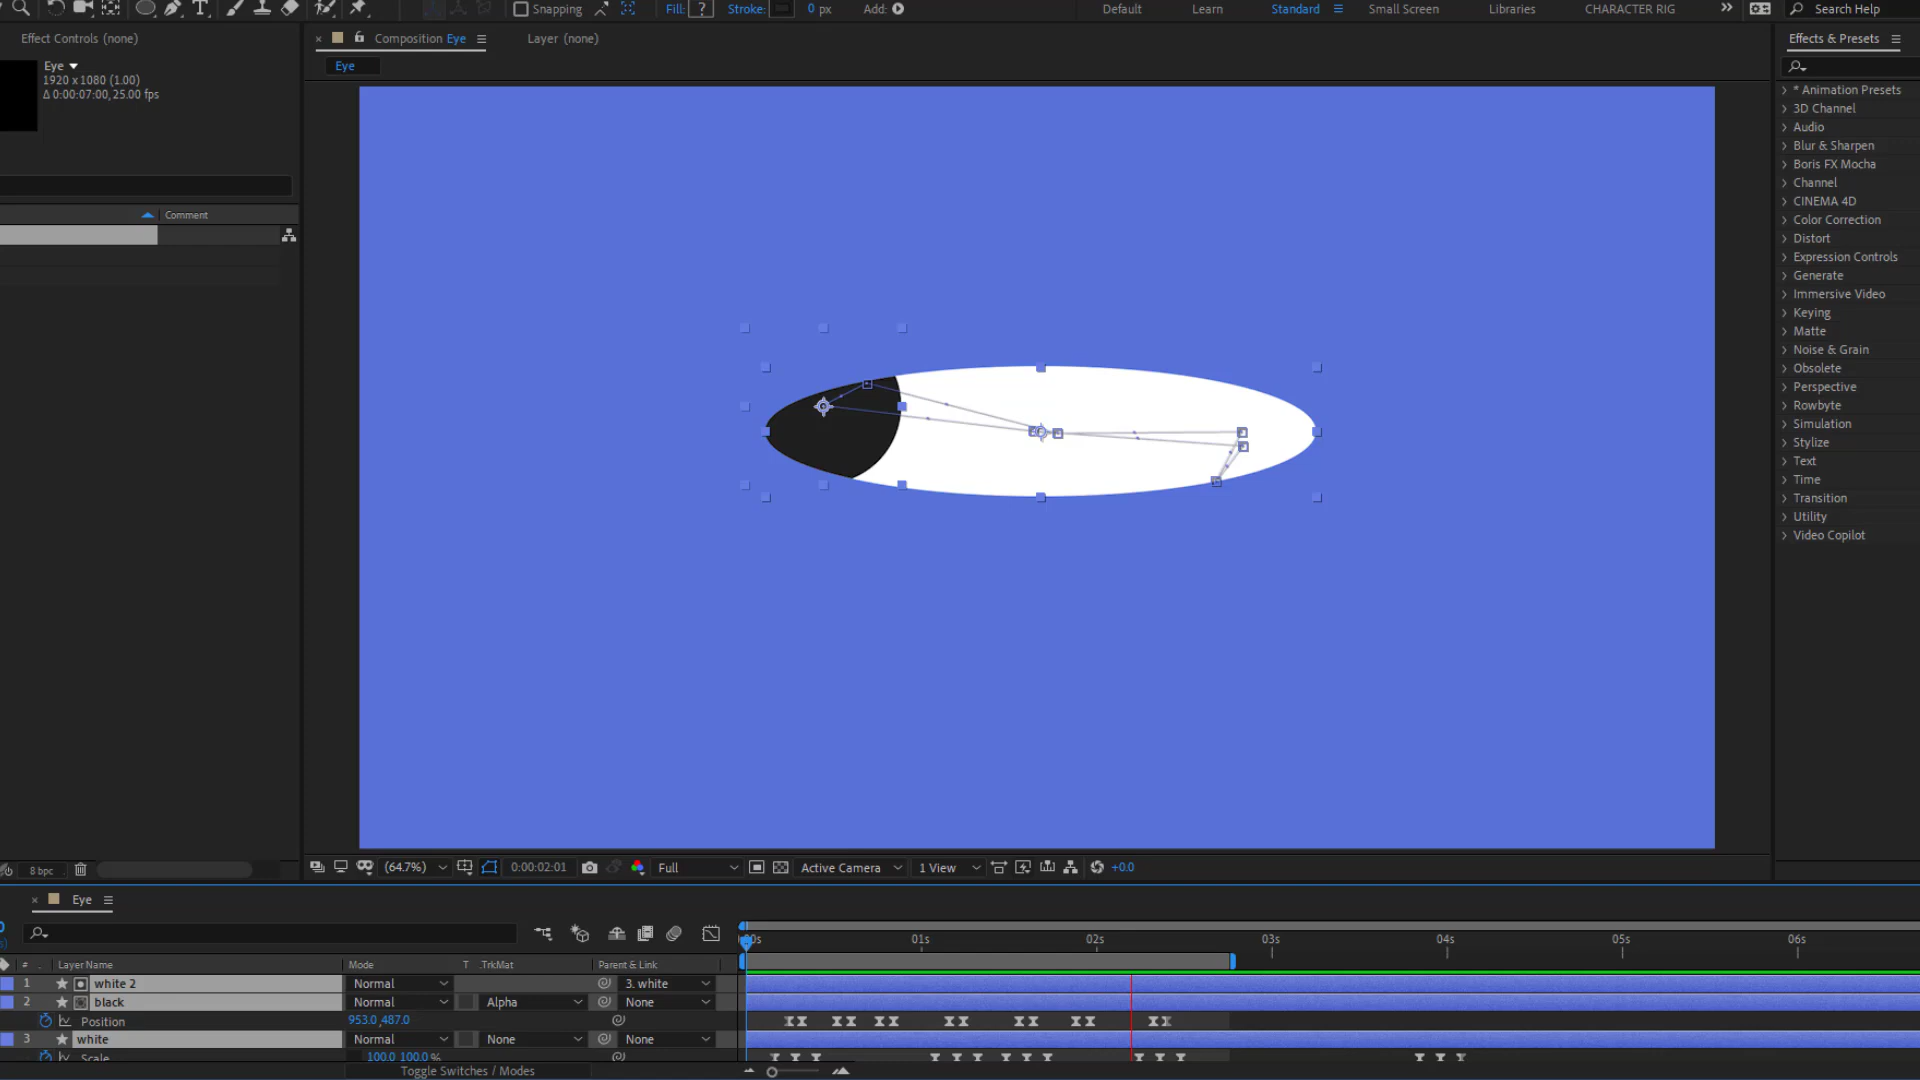 Snapping Fill: ? Stroke: 0 px Add: Default Learn Standard Small Screen Libraries CHARACTER RIG Search Help
Effect Controls (none)
Composition Eye Layer (none)
Effects & Presets
Eye
1920 x 1080 (1.00)
Δ 0:00:07:00, 25.00 fps
Eye
Comment
* Animation Presets
3D Channel
Audio
Blur & Sharpen
Boris FX Mocha
Channel
CINEMA 4D
Color Correction
Distort
Expression Controls
Generate
Immersive Video
Keying
Matte
Noise & Grain
Obsolete
Perspective
Rowbyte
Simulation
Stylize
Text
Time
Transition
Utility
Video Copilot
8 bpc
(64.7%) 0:00:02:01 Full Active Camera 1 View +0.0
Eye
00s 01s 02s 03s 04s 05s 06s
# Layer Name Mode T .TrkMat Parent & Link
1 white 2 Normal 3. white
2 black Normal Alpha None
Position 953.0,487.0
3 white Normal None None
Scale 100.0 100.0 %
Toggle Switches / Modes